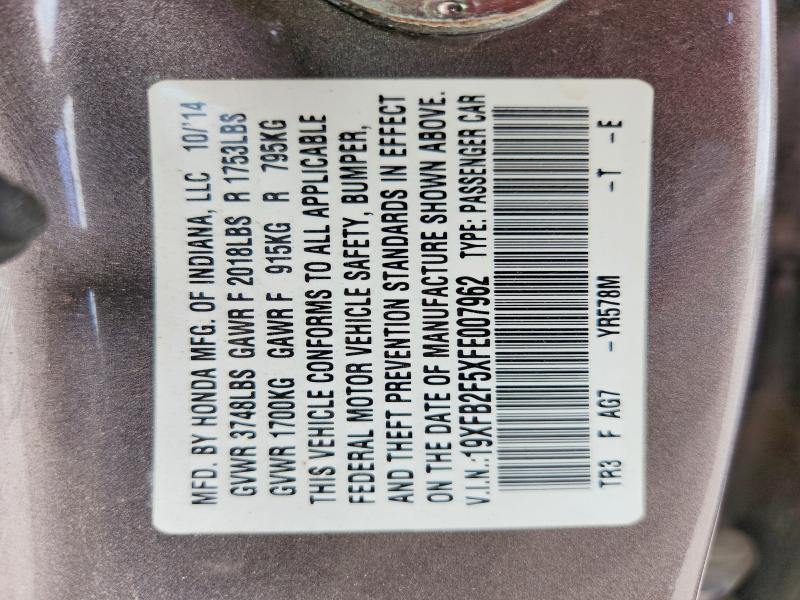 MFD. BY HONDA MFG. OF INDIANA, LLC 10/'14
GVWR 3748LBS GAWR F 2018LBS R 1753LBS
GVWR 1700KG GAWR F 915KG R 795KG
THIS VEHICLE CONFORMS TO ALL APPLICABLE
FEDERAL MOTOR VEHICLE SAFETY, BUMPER,
AND THEFT PREVENTION STANDARDS IN EFFECT
ON THE DATE OF MANUFACTURE SHOWN ABOVE.
V.I.N.:19XFB2F5XFE007962 TYPE: PASSENGER CAR
TR3 F AG7 -YR578M -T -E